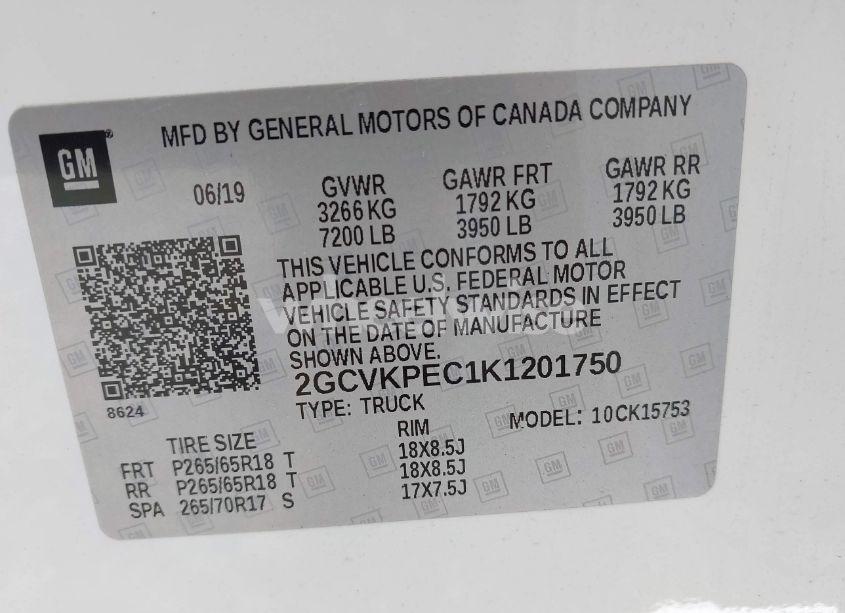 MFD BY GENERAL MOTORS OF CANADA COMPANY
GM
06/19
GVWR GAWR FRT GAWR RR
3266 KG 1792 KG 1792 KG
7200 LB 3950 LB 3950 LB
THIS VEHICLE CONFORMS TO ALL
APPLICABLE U.S. FEDERAL MOTOR
VEHICLE SAFETY STANDARDS IN EFFECT
ON THE DATE OF MANUFACTURE
SHOWN ABOVE.
2GCVKPEC1K1201750
8624
TYPE: TRUCK MODEL: 10CK15753
TIRE SIZE RIM
FRT P265/65R18 T 18X8.5J
RR P265/65R18 T 18X8.5J
SPA 265/70R17 S 17X7.5J